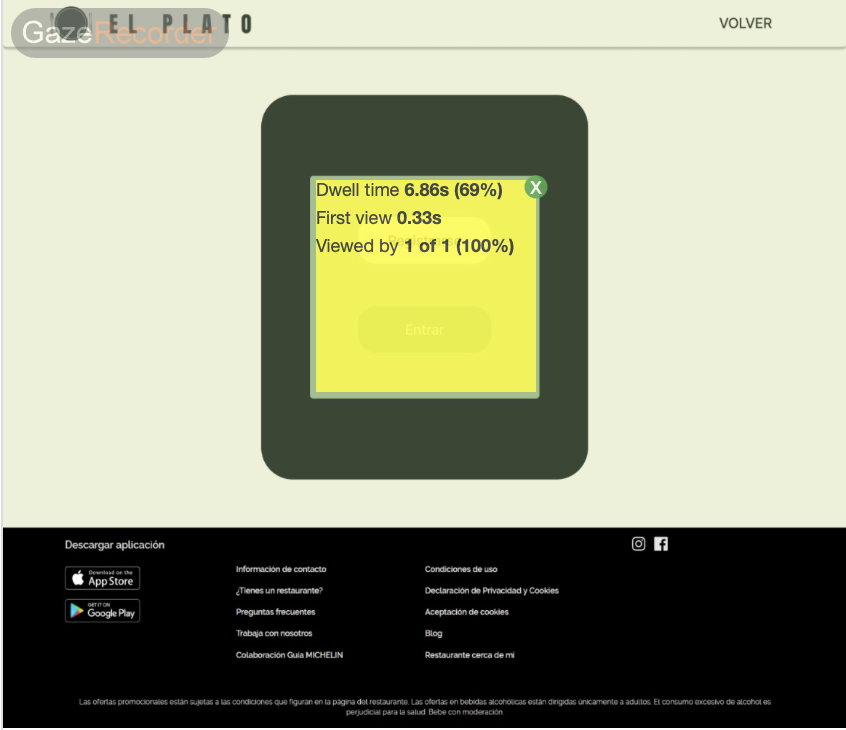 EL PLATO
GazeRecorder
VOLVER
Dwell time 6.86s (69%)
First view 0.33s
Viewed by 1 of 1 (100%)
Entrar
Descargar aplicación
Download on the
App Store
GET IT ON
Google Play
Información de contacto
¿Tienes un restaurante?
Preguntas frecuentes
Trabaja con nosotros
Colaboración Guía MICHELIN
Condiciones de uso
Declaración de Privacidad y Cookies
Aceptación de cookies
Blog
Restaurante cerca de mi
Las ofertas promocionales están sujetas a las condiciones que figuran en la página del restaurante. Las ofertas en bebidas alcohólicas están dirigidas únicamente a adultos. El consumo excesivo de alcohol es
perjudicial para la salud. Bebe con moderación.